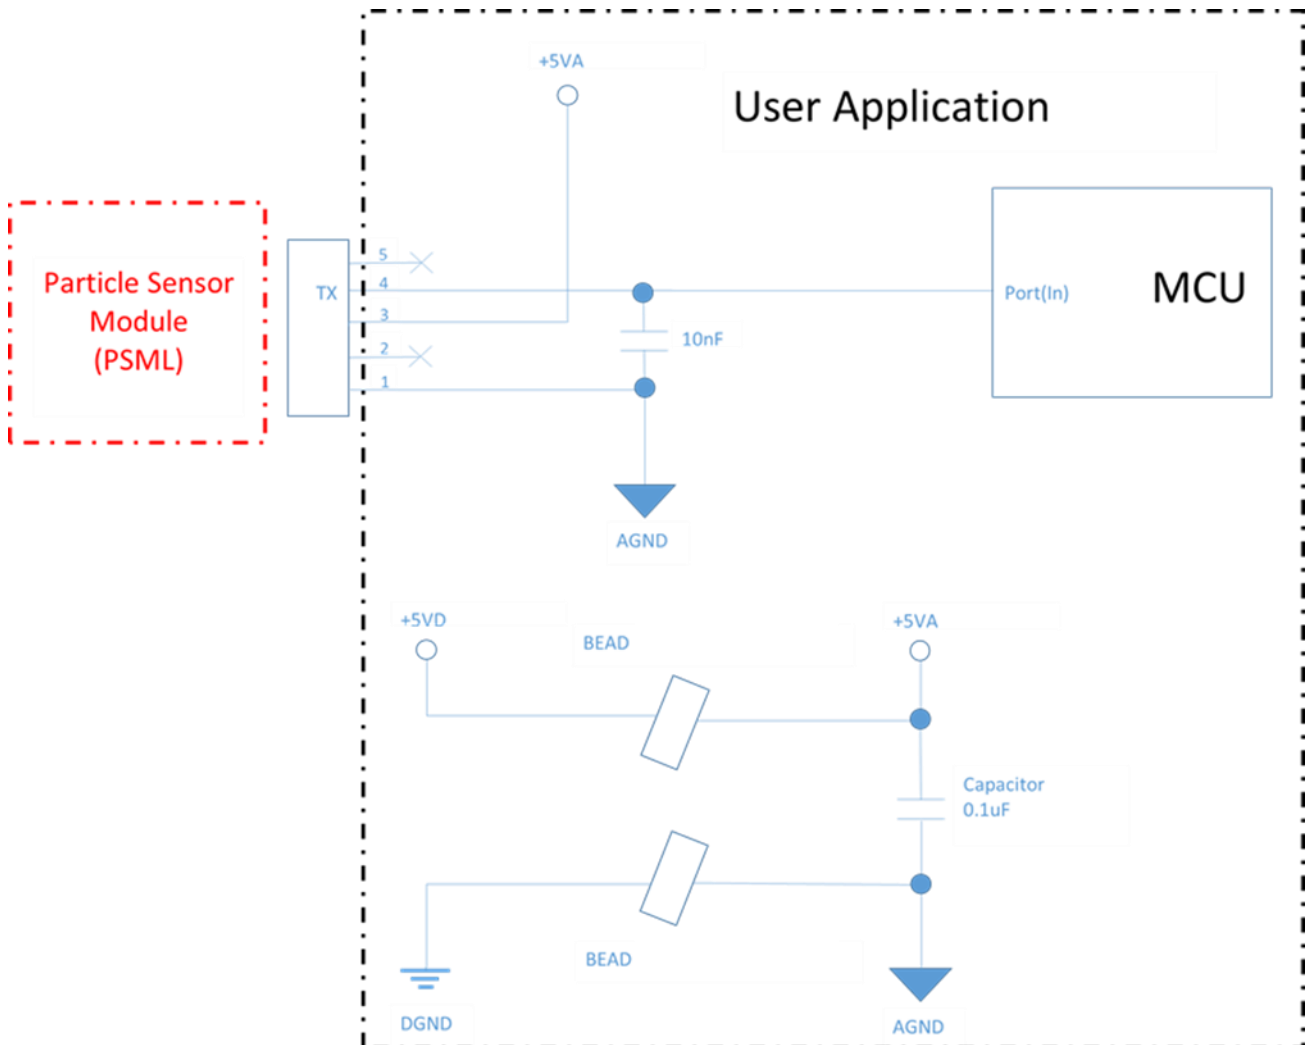 +5VA
User Application
Particle Sensor
Module
(PSML)
TX
5
4
3
2
1
10nF
Port(In)
MCU
AGND
+5VD
BEAD
+5VA
Capacitor
0.1uF
BEAD
DGND
AGND